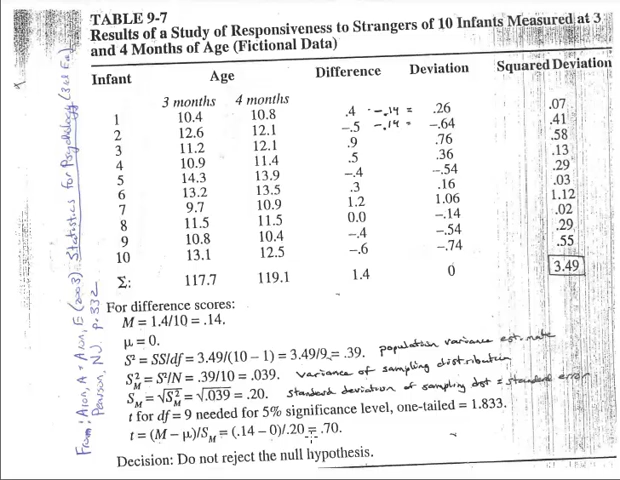 TABLE 9-7
Results of a Study of Responsiveness to Strangers of 10 Infants Measured at 3
and 4 Months of Age (Fictional Data)
Infant Age Difference Deviation Squared Deviation
3 months 4 months
1 10.4 10.8 .4 - .14 = .26 .07
2 12.6 12.1 –.5 - .14 = –.64 .41
3 11.2 12.1 .9 .76 .58
4 10.9 11.4 .5 .36 .13
5 14.3 13.9 –.4 –.54 .29
6 13.2 13.5 .3 .16 .03
7 9.7 10.9 1.2 1.06 1.12
8 11.5 11.5 0.0 –.14 .02
9 10.8 10.4 –.4 –.54 .29
10 13.1 12.5 –.6 –.74 .55
Σ: 117.7 119.1 1.4 0 3.49
For difference scores:
M = 1.4/10 = .14.
μ = 0.
S² = SS/df = 3.49/(10 – 1) = 3.49/9 = .39. population variance estimate
S²M = S²/N = .39/10 = .039. variance of sampling distribution
SM = √S²M = √.039 = .20. standard deviation of sampling dist = standard error
t for df = 9 needed for 5% significance level, one-tailed = 1.833.
t = (M – μ)/SM = (.14 – 0)/.20 = .70.
Decision: Do not reject the null hypothesis.
From: Aron, A + Aron, E (2003) Statistics for Psychology (3rd Ed)
Pearson, NJ. p. 332